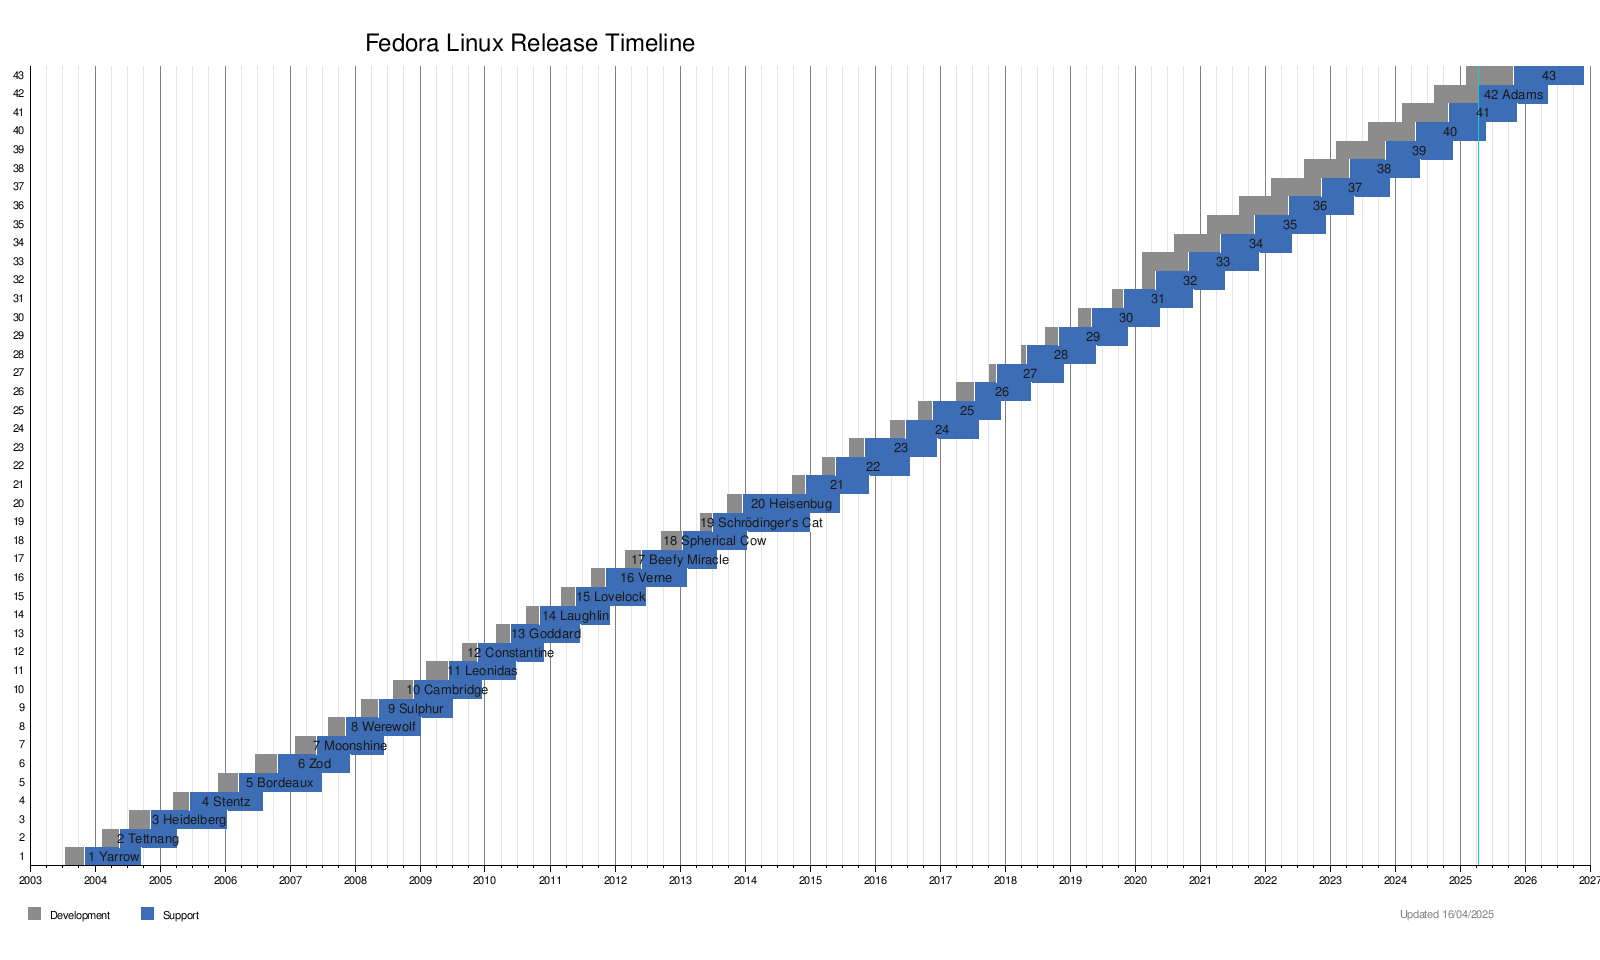 Fedora Linux Release Timeline
43 43
42 42 Adams
41 41
40 40
39 39
38 38
37 37
36 36
35 35
34 34
33 33
32 32
31 31
30 30
29 29
28 28
27 27
26 26
25 25
24 24
23 23
22 22
21 21
20 20 Heisenbug
19 19 Schrödinger's Cat
18 18 Spherical Cow
17 17 Beefy Miracle
16 16 Verne
15 15 Lovelock
14 14 Laughlin
13 13 Goddard
12 12 Constantine
11 11 Leonidas
10 10 Cambridge
9 9 Sulphur
8 8 Werewolf
7 7 Moonshine
6 6 Zod
5 5 Bordeaux
4 4 Stentz
3 3 Heidelberg
2 2 Tettnang
1 1 Yarrow
2003 2004 2005 2006 2007 2008 2009 2010 2011 2012 2013 2014 2015 2016 2017 2018 2019 2020 2021 2022 2023 2024 2025 2026 2027
Development Support Updated 16/04/2025